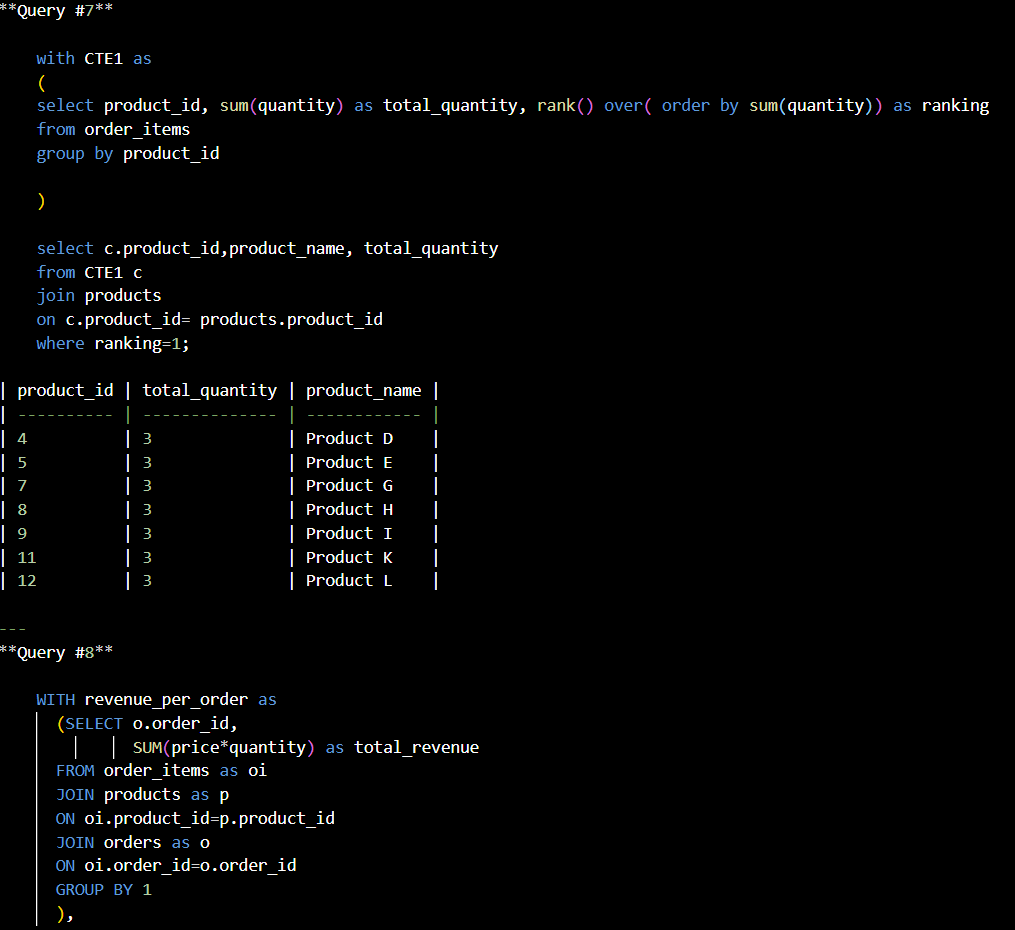 **Query #7**
with CTE1 as
(
select product_id, sum(quantity) as total_quantity, rank() over( order by sum(quantity)) as ranking
from order_items
group by product_id
)
select c.product_id,product_name, total_quantity
from CTE1 c
join products
on c.product_id= products.product_id
where ranking=1;
| product_id | total_quantity | product_name |
| ---------- | -------------- | ------------ |
| 4          | 3              | Product D    |
| 5          | 3              | Product E    |
| 7          | 3              | Product G    |
| 8          | 3              | Product H    |
| 9          | 3              | Product I    |
| 11         | 3              | Product K    |
| 12         | 3              | Product L    |
---
**Query #8**
WITH revenue_per_order as
(SELECT o.order_id,
SUM(price*quantity) as total_revenue
FROM order_items as oi
JOIN products as p
ON oi.product_id=p.product_id
JOIN orders as o
ON oi.order_id=o.order_id
GROUP BY 1
),